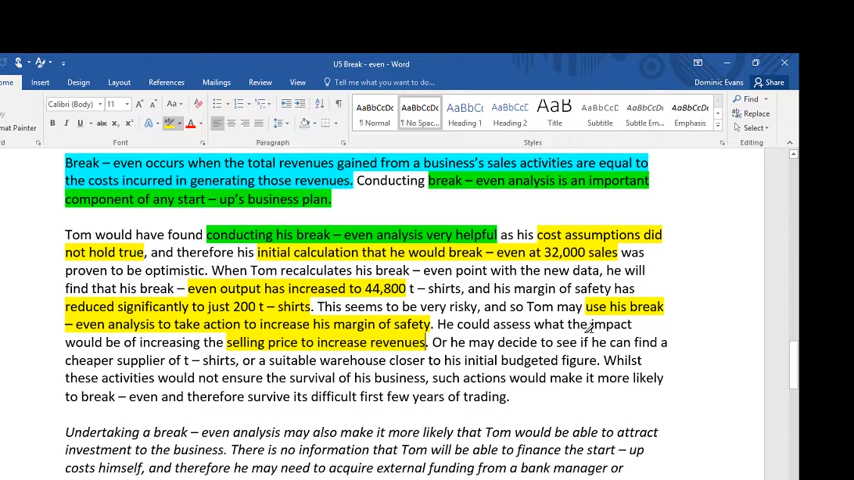 U5 Break - even - Word
ome Insert Design Layout References Mailings Review View Tell me what you want to do... Dominic Evans Share
Calibri (Body) 11 Find
Replace
mat Painter Select
AaBbCcDc AaBbCcDc AaBbC AaBbCc AaB AaBbCcD AaBbCcDc AaBbCcDc
¶ Normal ¶ No Spac... Heading 1 Heading 2 Title Subtitle Subtle Em... Emphasis
Font Paragraph Styles Editing
Break – even occurs when the total revenues gained from a business's sales activities are equal to
the costs incurred in generating those revenues. Conducting break – even analysis is an important
component of any start – up's business plan.
Tom would have found conducting his break – even analysis very helpful as his cost assumptions did
not hold true, and therefore his initial calculation that he would break – even at 32,000 sales was
proven to be optimistic. When Tom recalculates his break – even point with the new data, he will
find that his break – even output has increased to 44,800 t – shirts, and his margin of safety has
reduced significantly to just 200 t – shirts. This seems to be very risky, and so Tom may use his break
– even analysis to take action to increase his margin of safety. He could assess what the impact
would be of increasing the selling price to increase revenues. Or he may decide to see if he can find a
cheaper supplier of t – shirts, or a suitable warehouse closer to his initial budgeted figure. Whilst
these activities would not ensure the survival of his business, such actions would make it more likely
to break – even and therefore survive its difficult first few years of trading.
Undertaking a break – even analysis may also make it more likely that Tom would be able to attract
investment to the business. There is no information that Tom will be able to finance the start – up
costs himself, and therefore he may need to acquire external funding from a bank manager or